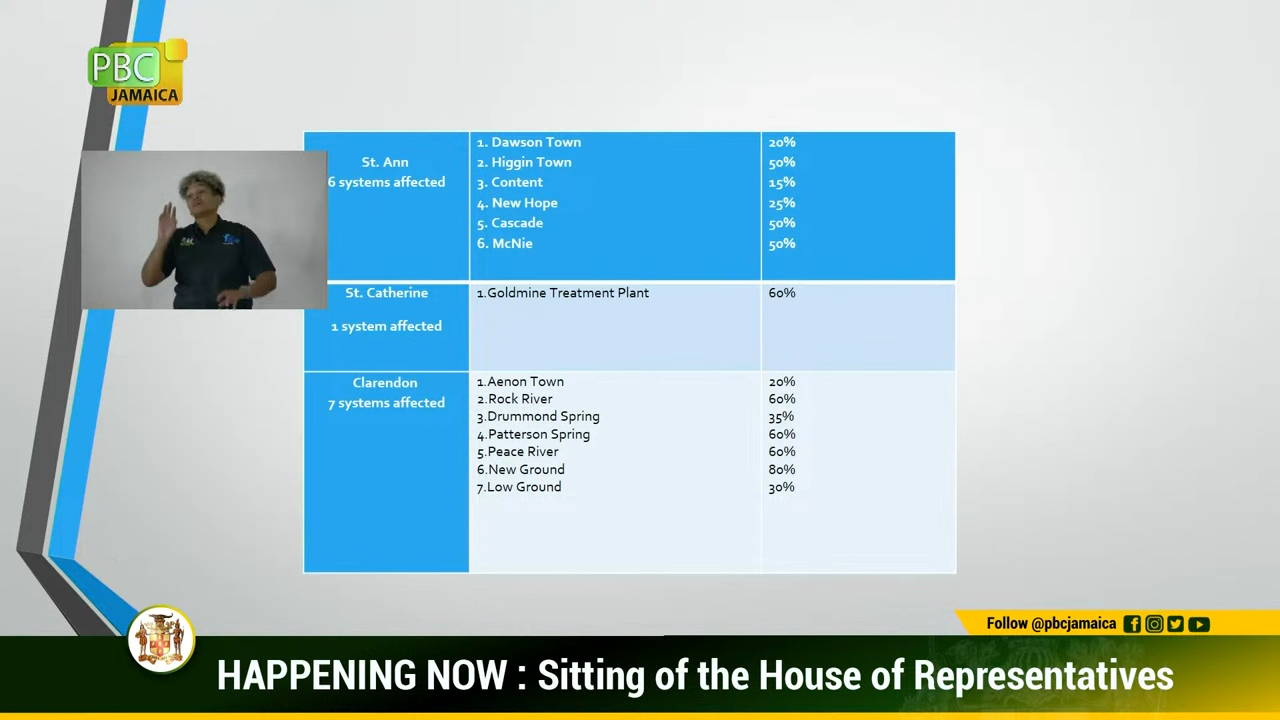 PBC
JAMAICA
St. Ann
6 systems affected
1. Dawson Town
2. Higgin Town
3. Content
4. New Hope
5. Cascade
6. McNie
20%
50%
15%
25%
50%
50%
St. Catherine
1 system affected
1.Goldmine Treatment Plant
60%
Clarendon
7 systems affected
1.Aenon Town
2.Rock River
3.Drummond Spring
4.Patterson Spring
5.Peace River
6.New Ground
7.Low Ground
20%
60%
35%
60%
60%
80%
30%
Follow @pbcjamaica
HAPPENING NOW : Sitting of the House of Representatives